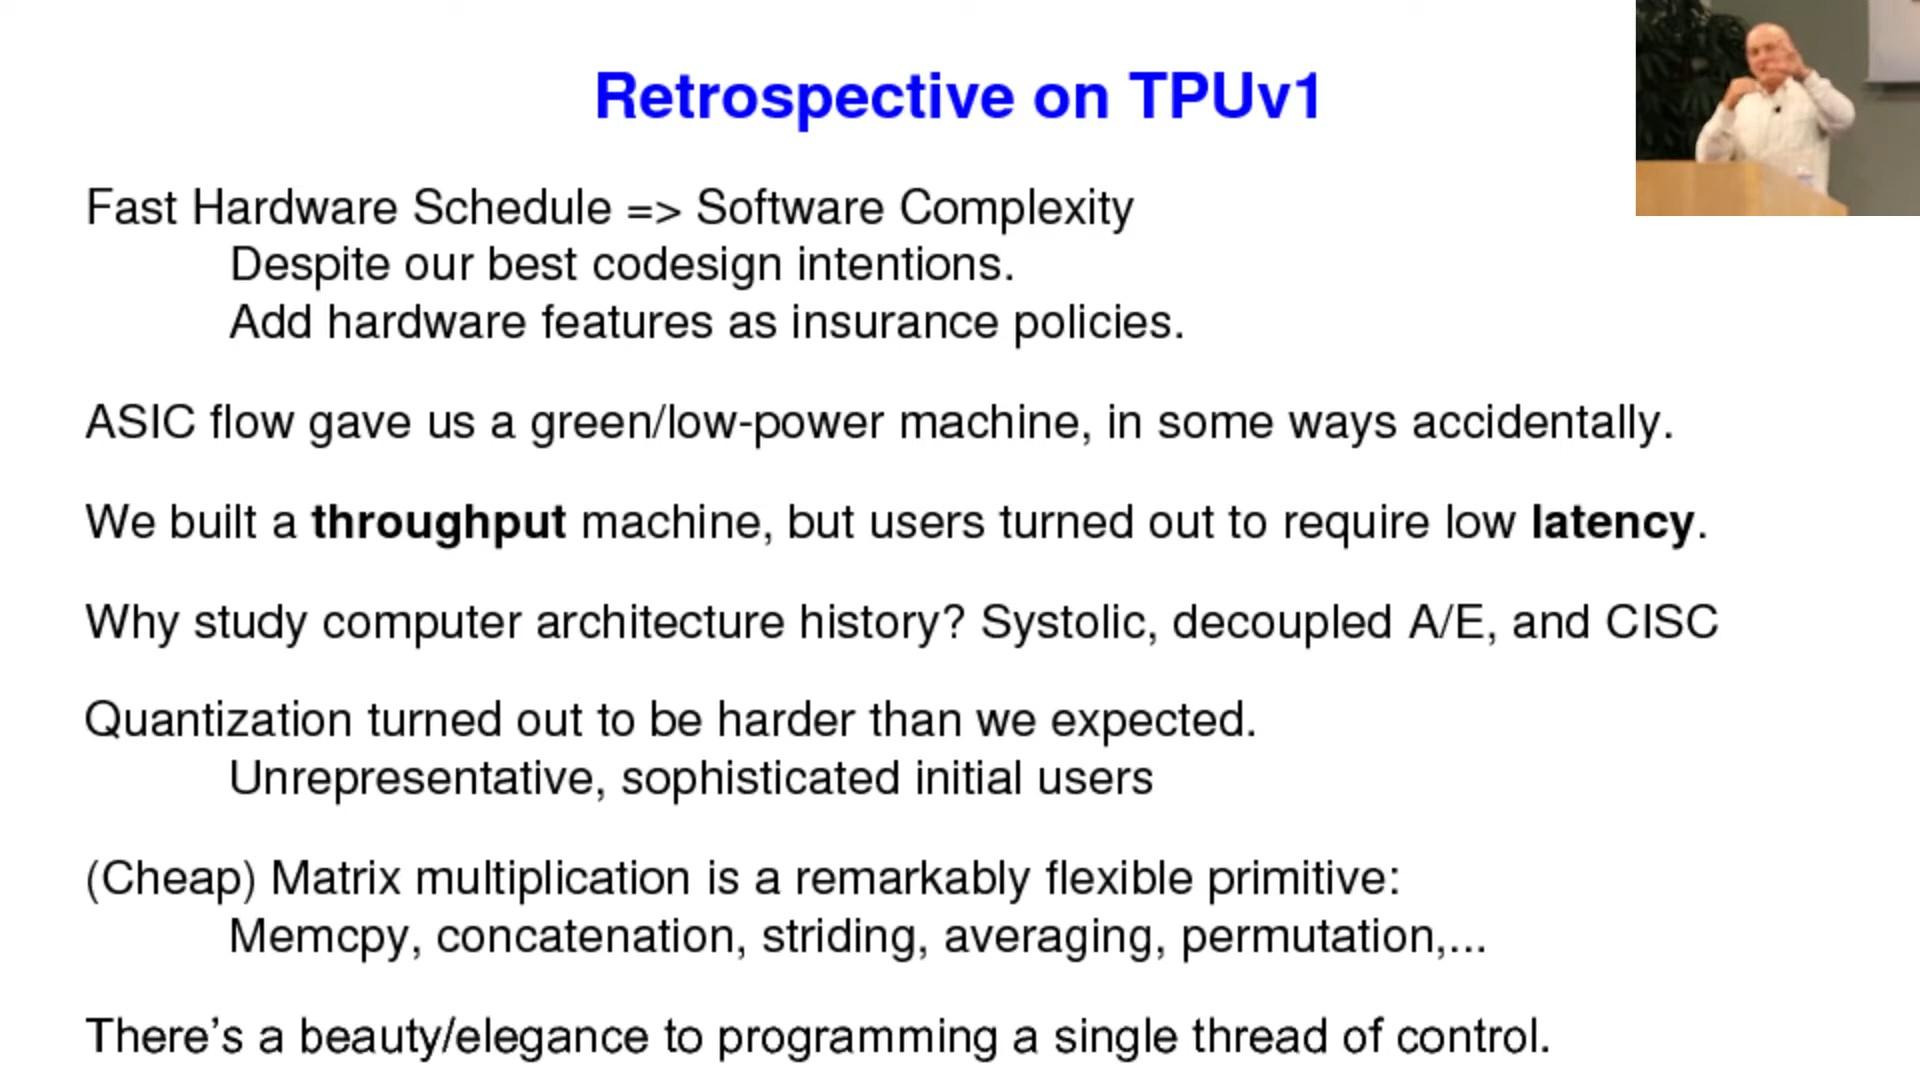 Retrospective on TPUv1
Fast Hardware Schedule => Software Complexity
Despite our best codesign intentions.
Add hardware features as insurance policies.
ASIC flow gave us a green/low-power machine, in some ways accidentally.
We built a throughput machine, but users turned out to require low latency.
Why study computer architecture history? Systolic, decoupled A/E, and CISC
Quantization turned out to be harder than we expected.
Unrepresentative, sophisticated initial users
(Cheap) Matrix multiplication is a remarkably flexible primitive:
Memcpy, concatenation, striding, averaging, permutation,...
There’s a beauty/elegance to programming a single thread of control.